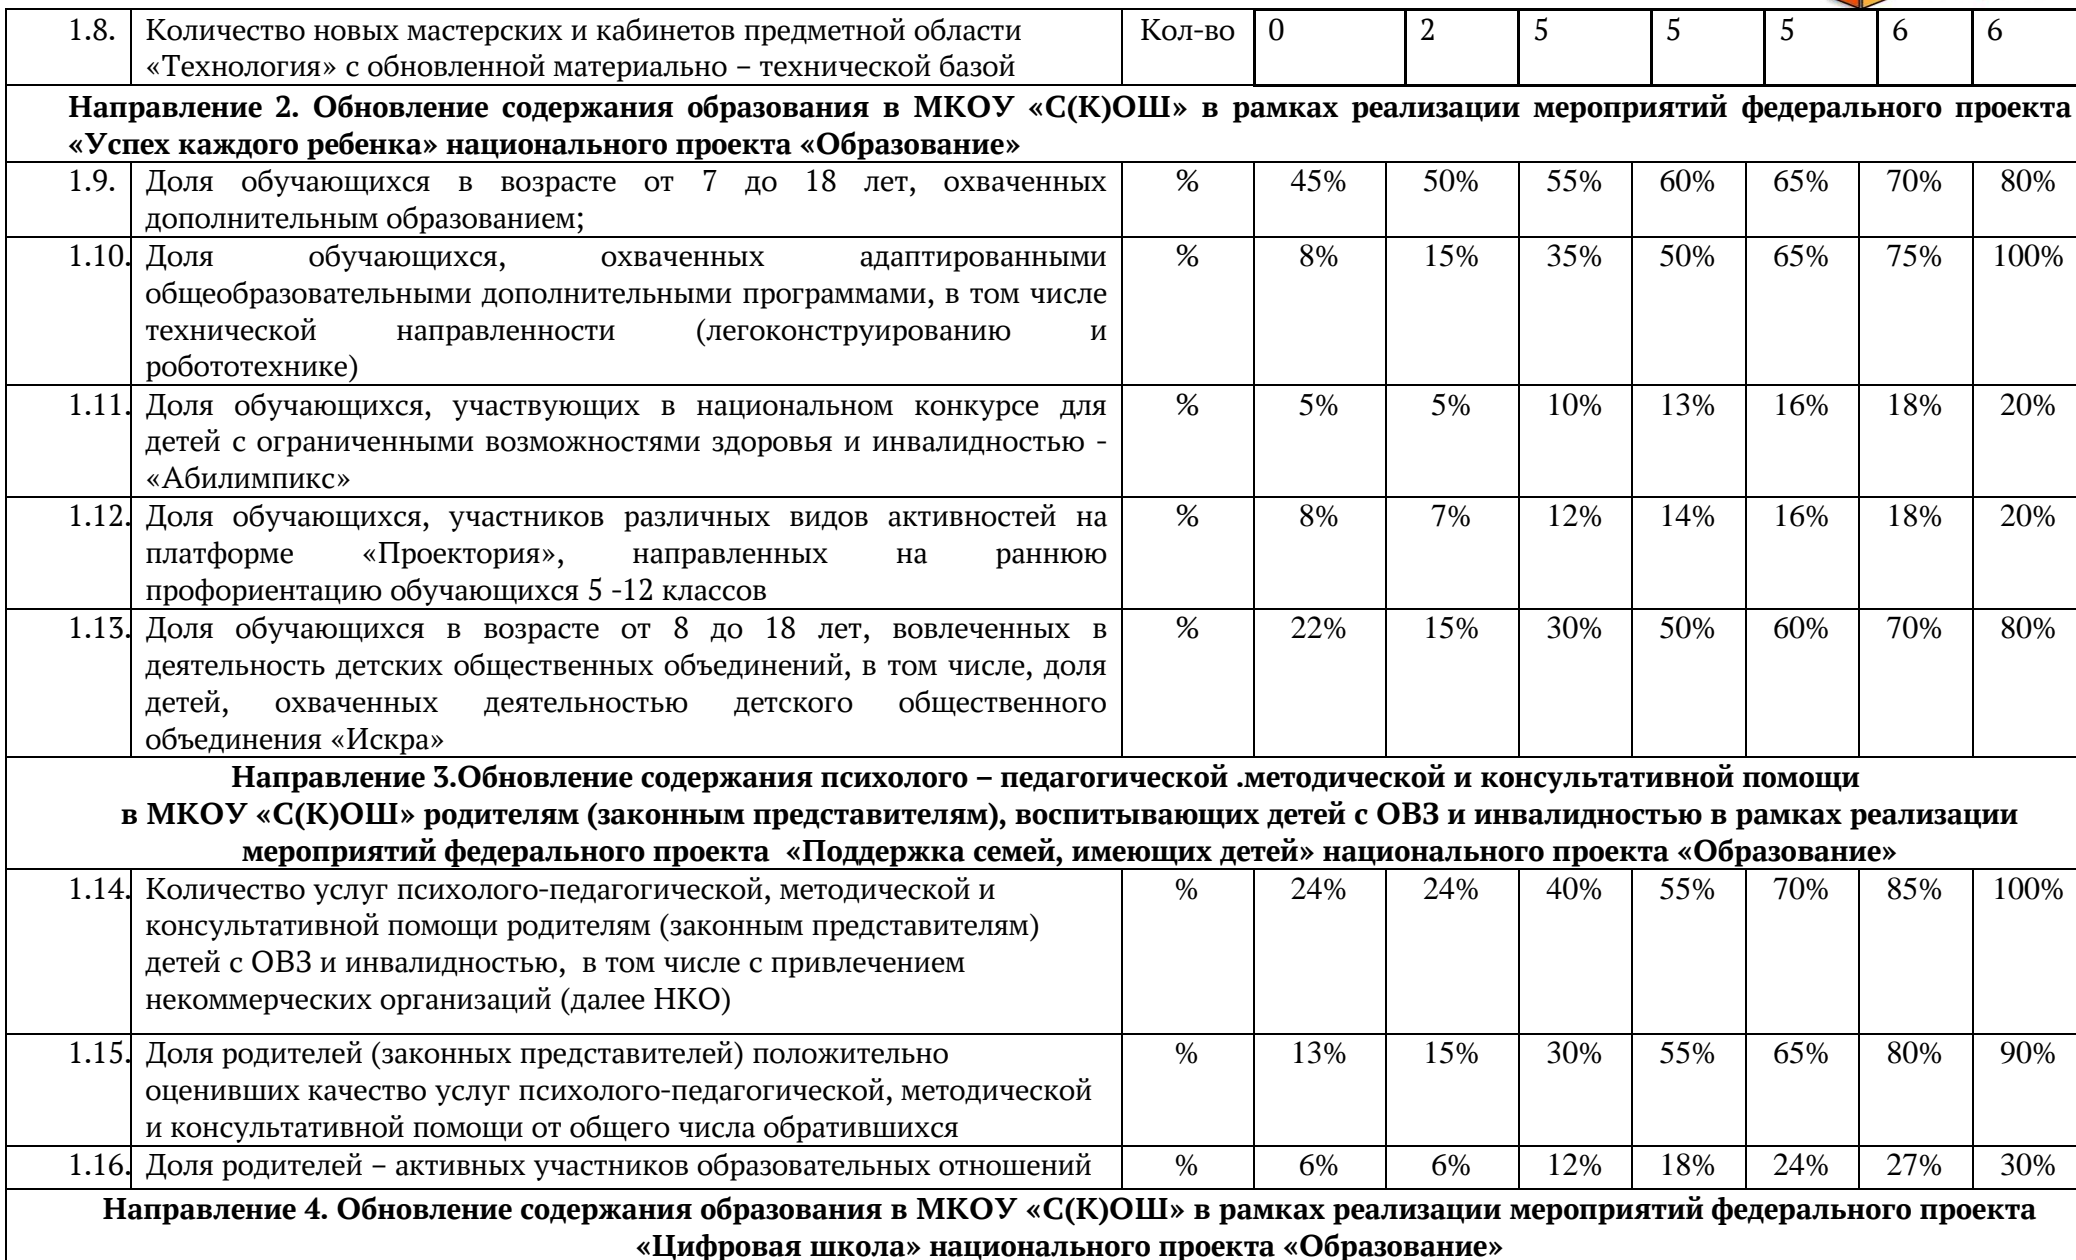 1.8. Количество новых мастерских и кабинетов предметной области Кол-во 0 2 5 5 5 6 6
«Технология» с обновленной материально – технической базой
Направление 2. Обновление содержания образования в МКОУ «С(К)ОШ» в рамках реализации мероприятий федерального проекта
«Успех каждого ребенка» национального проекта «Образование»
1.9. Доля обучающихся в возрасте от 7 до 18 лет, охваченных % 45% 50% 55% 60% 65% 70% 80%
дополнительным образованием;
1.10. Доля обучающихся, охваченных адаптированными % 8% 15% 35% 50% 65% 75% 100%
общеобразовательными дополнительными программами, в том числе
технической направленности (легоконструированию и
робототехнике)
1.11. Доля обучающихся, участвующих в национальном конкурсе для % 5% 5% 10% 13% 16% 18% 20%
детей с ограниченными возможностями здоровья и инвалидностью -
«Абилимпикс»
1.12. Доля обучающихся, участников различных видов активностей на % 8% 7% 12% 14% 16% 18% 20%
платформе «Проектория», направленных на раннюю
профориентацию обучающихся 5 -12 классов
1.13. Доля обучающихся в возрасте от 8 до 18 лет, вовлеченных в % 22% 15% 30% 50% 60% 70% 80%
деятельность детских общественных объединений, в том числе, доля
детей, охваченных деятельностью детского общественного
объединения «Искра»
Направление 3.Обновление содержания психолого – педагогической .методической и консультативной помощи
в МКОУ «С(К)ОШ» родителям (законным представителям), воспитывающих детей с ОВЗ и инвалидностью в рамках реализации
мероприятий федерального проекта «Поддержка семей, имеющих детей» национального проекта «Образование»
1.14. Количество услуг психолого-педагогической, методической и % 24% 24% 40% 55% 70% 85% 100%
консультативной помощи родителям (законным представителям)
детей с ОВЗ и инвалидностью, в том числе с привлечением
некоммерческих организаций (далее НКО)
1.15. Доля родителей (законных представителей) положительно % 13% 15% 30% 55% 65% 80% 90%
оценивших качество услуг психолого-педагогической, методической
и консультативной помощи от общего числа обратившихся
1.16. Доля родителей – активных участников образовательных отношений % 6% 6% 12% 18% 24% 27% 30%
Направление 4. Обновление содержания образования в МКОУ «С(К)ОШ» в рамках реализации мероприятий федерального проекта
«Цифровая школа» национального проекта «Образование»